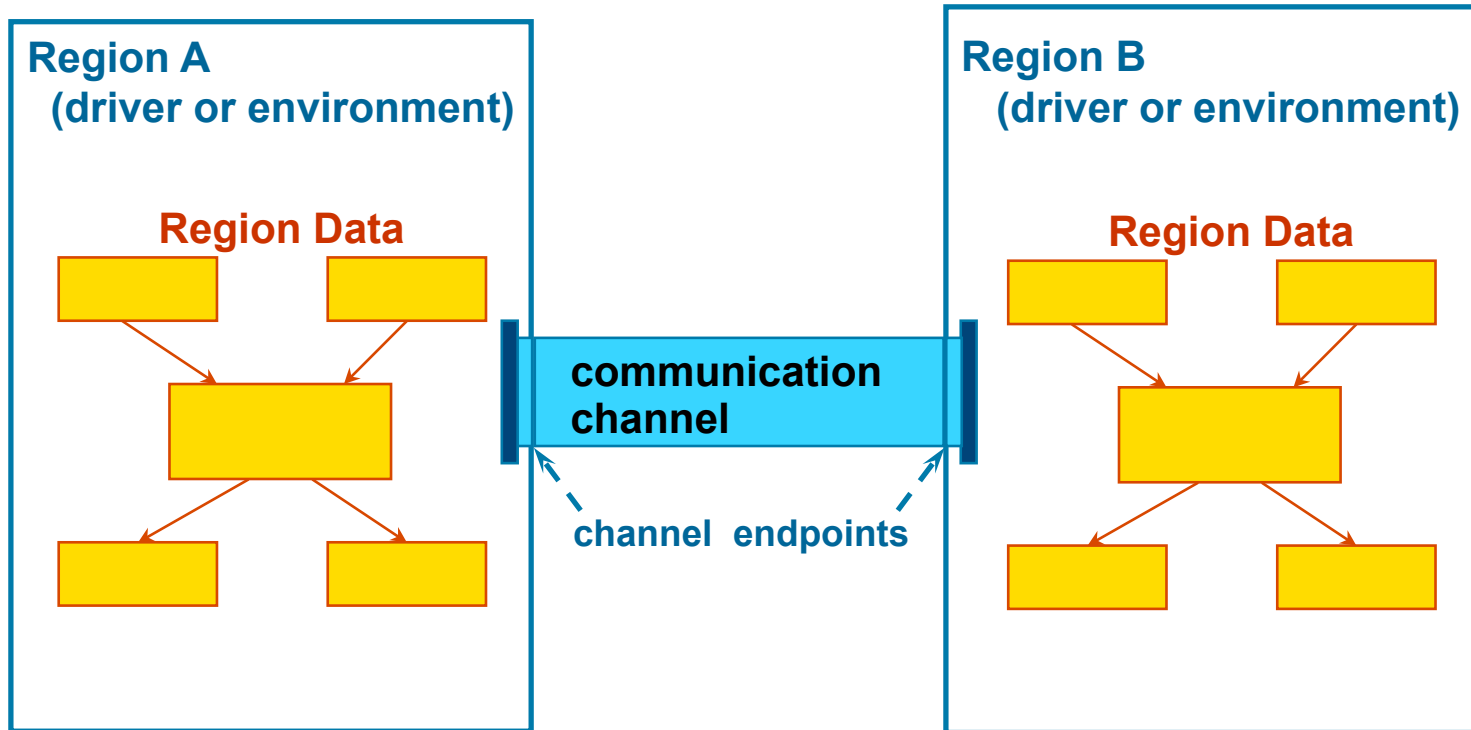 Region A
(driver or environment)
Region Data
communication
channel
channel endpoints
Region B
(driver or environment)
Region Data